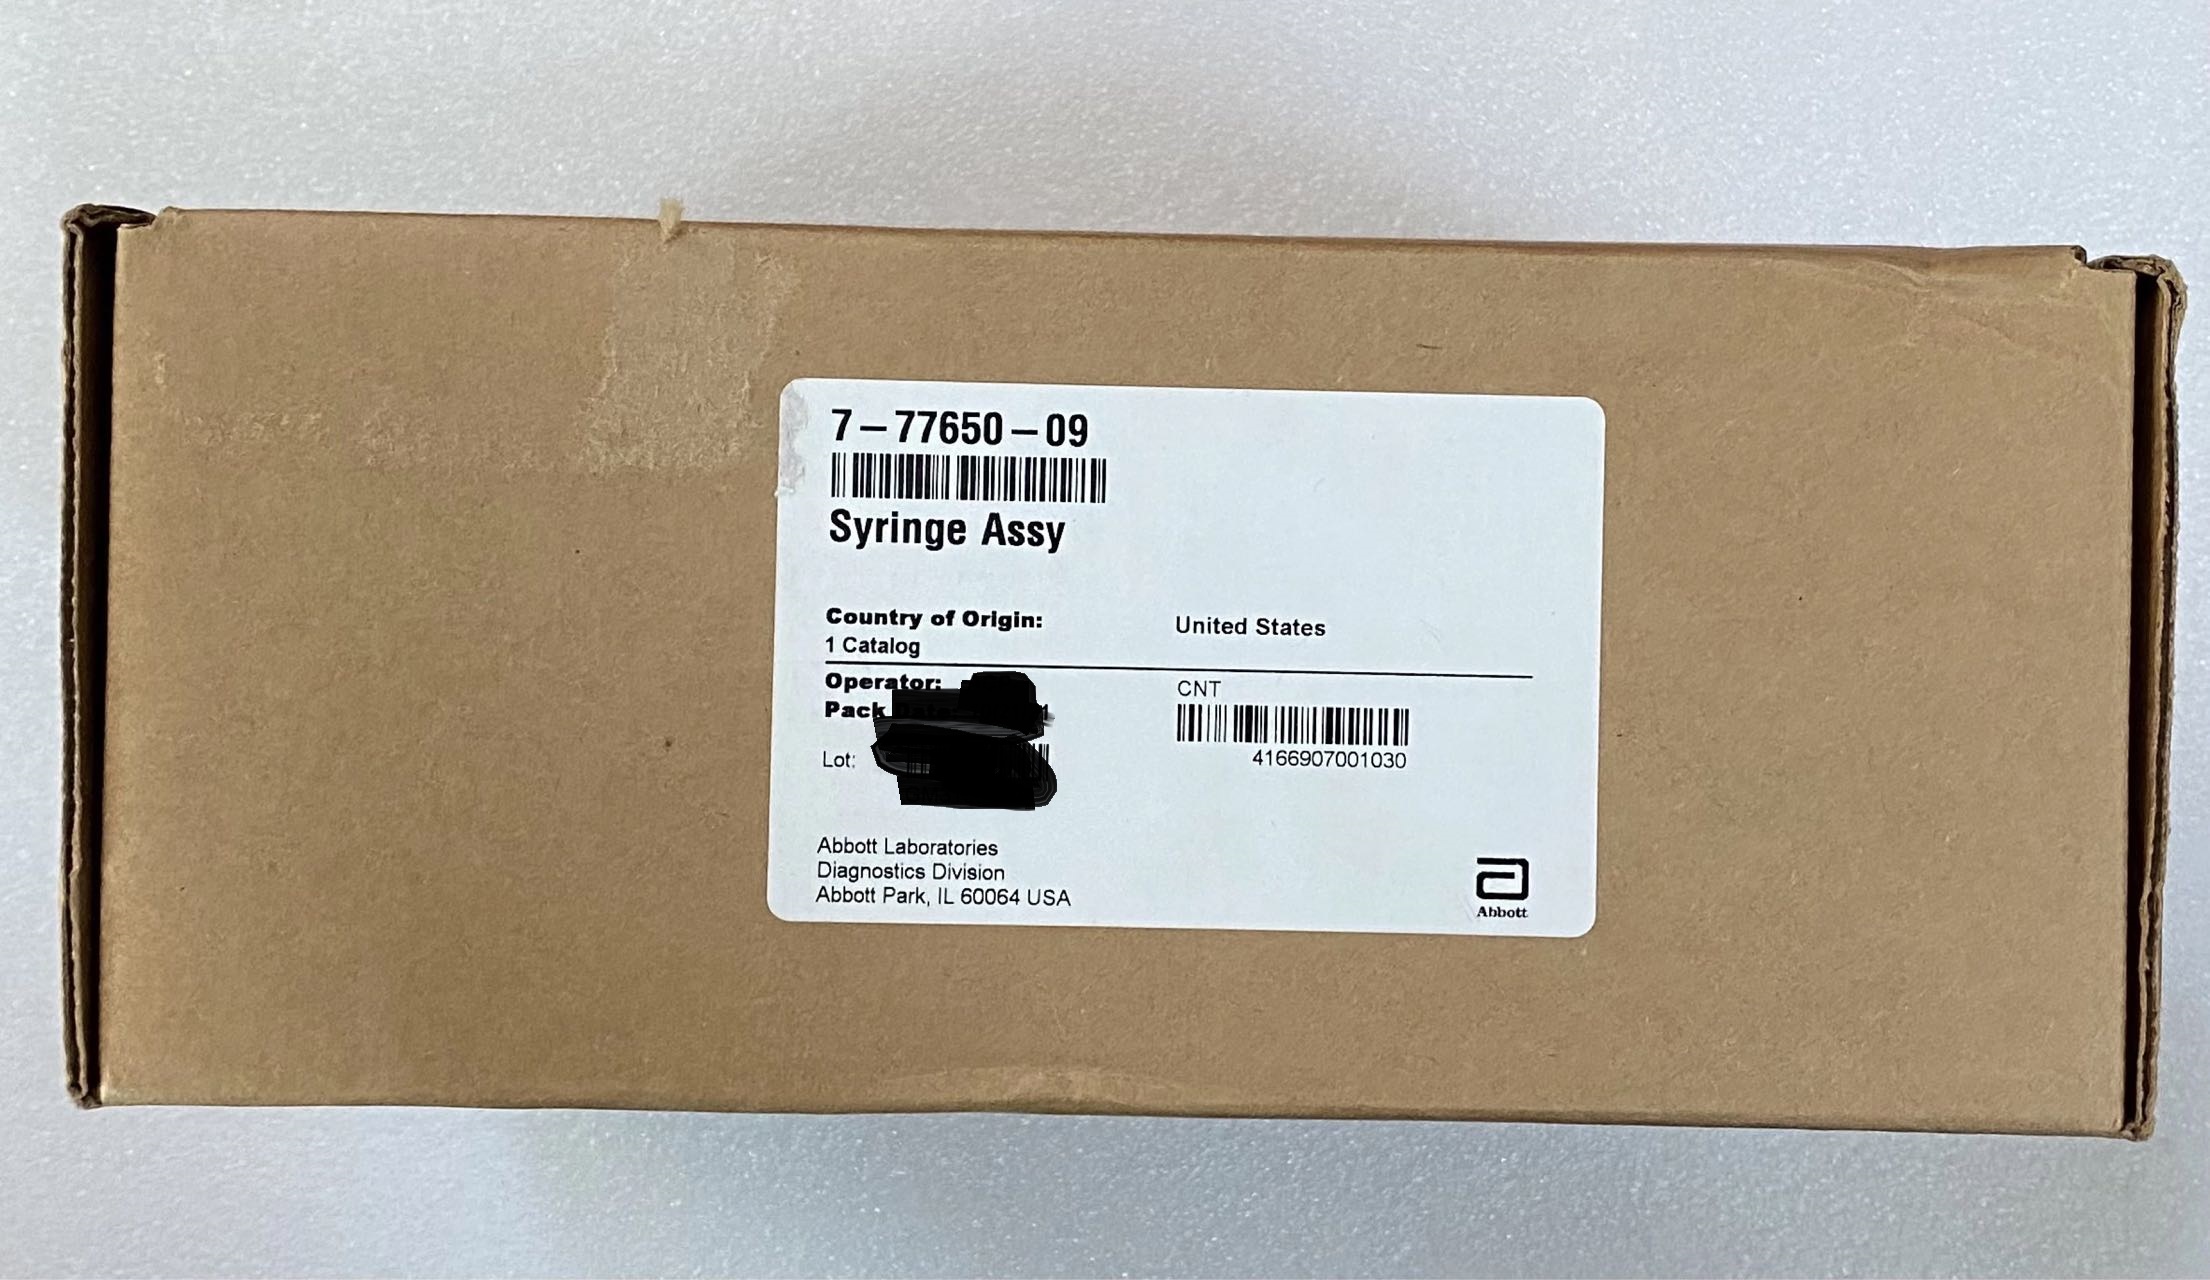 7-77650-09
Syringe Assy
Country of Origin: United States
1 Catalog
Operator: CNT
Pack
Lot:
4166907001030
Abbott Laboratories
Diagnostics Division
Abbott Park, IL 60064 USA
Abbott